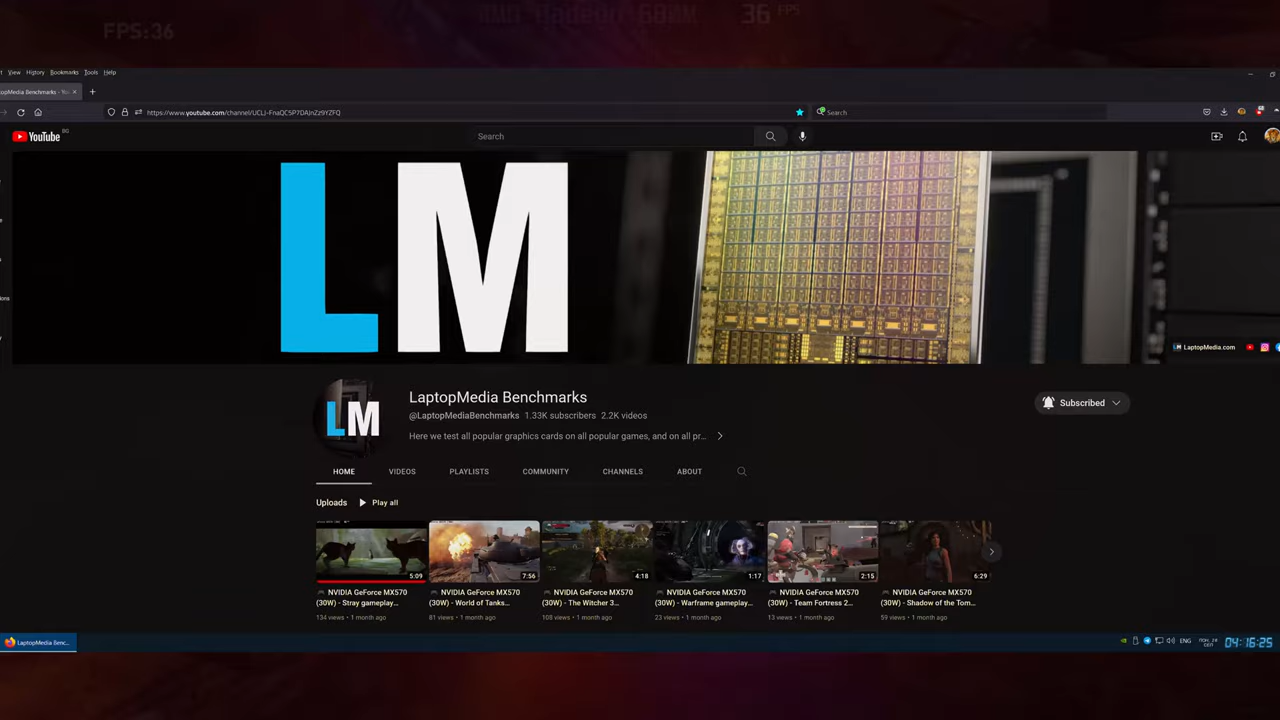 FPS:36
AMD Radeon 680M 36 FPS
View History Bookmarks Tools Help
https://www.youtube.com/channel/UCLJ-FnaQC5P7DAJnZz9YZFQ
Search
YouTube BG
Search
LM
LaptopMedia.com
LM
LaptopMedia Benchmarks
@LaptopMediaBenchmarks 1.33K subscribers 2.2K videos
Subscribed
Here we test all popular graphics cards on all popular games, and on all pr...
HOME VIDEOS PLAYLISTS COMMUNITY CHANNELS ABOUT
Uploads Play all
5:09 7:56 4:18 1:17 2:15 6:29
NVIDIA GeForce MX570 NVIDIA GeForce MX570 NVIDIA GeForce MX570 NVIDIA GeForce MX570 NVIDIA GeForce MX570 NVIDIA GeForce MX570
(30W) - Stray gameplay... (30W) - World of Tanks... (30W) - The Witcher 3... (30W) - Warframe gameplay... (30W) - Team Fortress 2... (30W) - Shadow of the Tom...
134 views • 1 month ago 81 views • 1 month ago 108 views • 1 month ago 23 views • 1 month ago 13 views • 1 month ago 59 views • 1 month ago
LaptopMedia Benc...
ENG
04:16:25